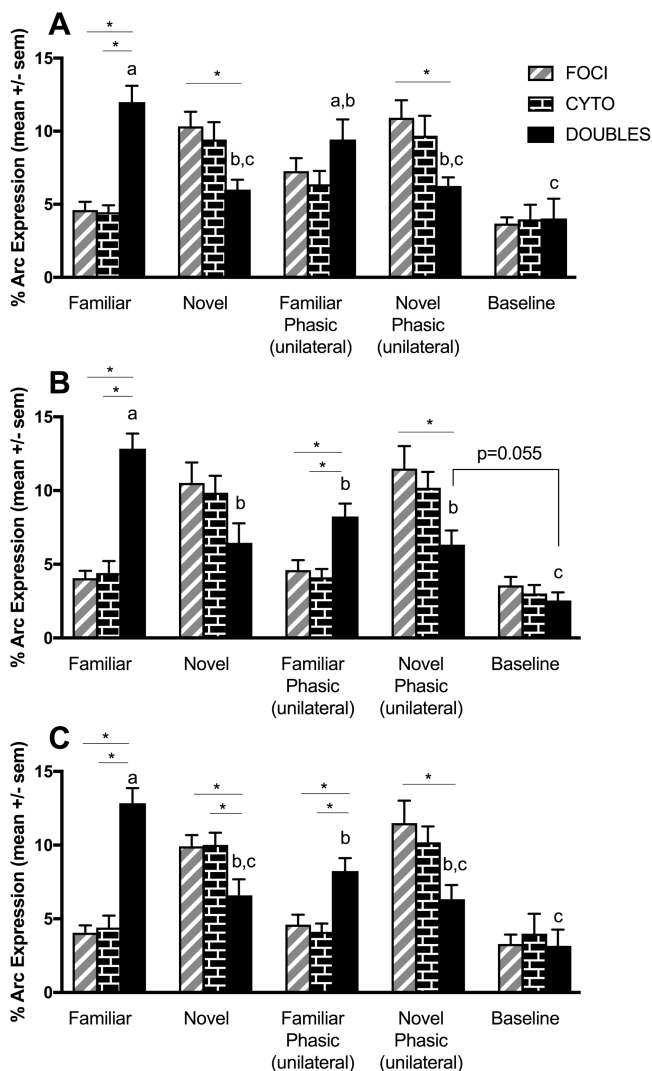 A
% Arc Expression (mean +/- sem)
15
10
5
0
* * a
* b,c
a,b
* b,c
c
FOCI
CYTO
DOUBLES
Familiar Novel Familiar Phasic (unilateral) Novel Phasic (unilateral) Baseline
B
% Arc Expression (mean +/- sem)
15
10
5
0
* * a
b
* * b
* b
p=0.055
c
Familiar Novel Familiar Phasic (unilateral) Novel Phasic (unilateral) Baseline
C
% Arc Expression (mean +/- sem)
15
10
5
0
* * a
* * b,c
* * b
* b,c
c
Familiar Novel Familiar Phasic (unilateral) Novel Phasic (unilateral) Baseline